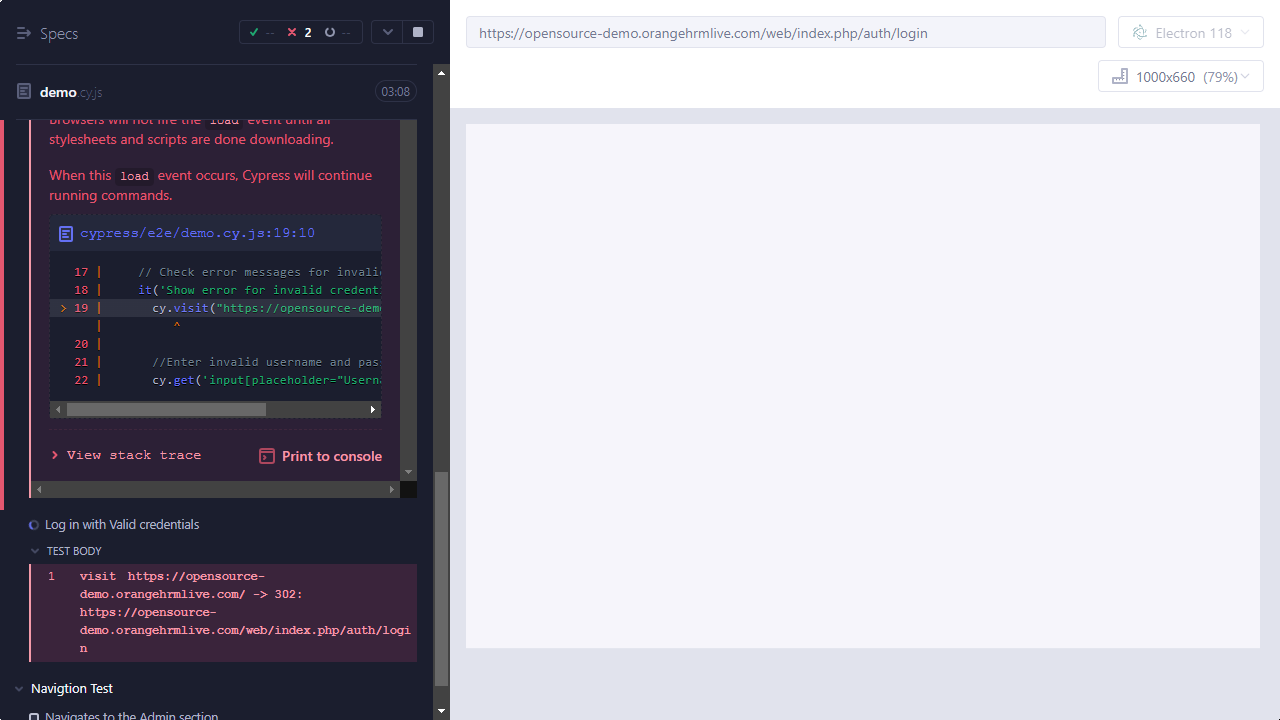 Specs
-- 2 --
demo.cy.js
03:08
browsers will not fire the load event until all
stylesheets and scripts are done downloading.
When this load event occurs, Cypress will continue
running commands.
cypress/e2e/demo.cy.js:19:10
17 | // Check error messages for invali
18 | it('Show error for invalid credenti
> 19 | cy.visit("https://opensource-demo
| ^
20 |
21 | //Enter invalid username and pas
22 | cy.get('input[placeholder="Userna
View stack trace
Print to console
Log in with Valid credentials
TEST BODY
1 visit https://opensource-
demo.orangehrmlive.com/ -> 302:
https://opensource-
demo.orangehrmlive.com/web/index.php/auth/logi
n
Navigtion Test
Navigates to the Admin section
https://opensource-demo.orangehrmlive.com/web/index.php/auth/login
Electron 118
1000x660 (79%)